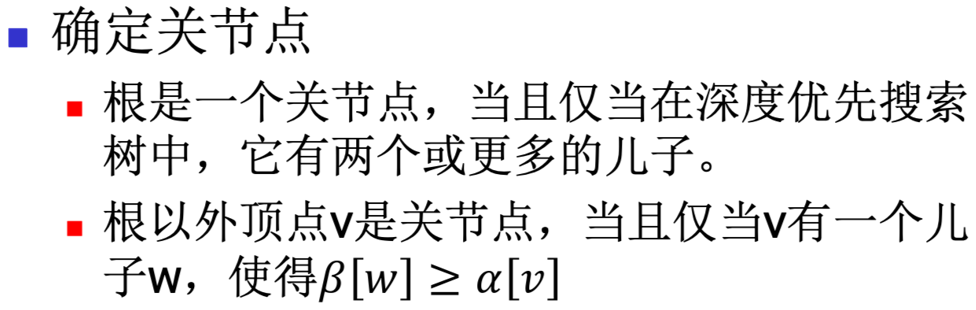 确定关节点
根是一个关节点，当且仅当在深度优先搜索
树中，它有两个或更多的儿子。
根以外顶点v是关节点，当且仅当v有一个儿
子w，使得β[w] ≥ α[v]